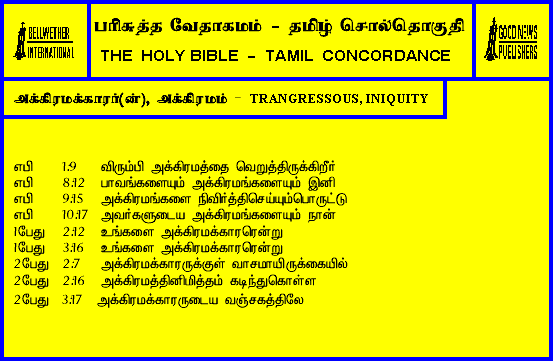 BELLWETHER
INTERNATIONAL
பரிசுத்த வேதாகமம் - தமிழ் சொல்தொகுதி
THE HOLY BIBLE - TAMIL CONCORDANCE
GOOD NEWS
PUBLISHERS
அக்கிரமக்காரர்(ன்), அக்கிரமம் - TRANGRESSOUS, INIQUITY
எபி 1:9 விரும்பி அக்கிரமத்தை வெறுத்திருக்கிறீர்
எபி 8:12 பாவங்களையும் அக்கிரமங்களையும் இனி
எபி 9:15 அக்கிரமங்களை நிவிர்த்திசெய்யும்பொருட்டு
எபி 10:17 அவர்களுடைய அக்கிரமங்களையும் நான்
1பேது 2:12 உங்களை அக்கிரமக்காரரென்று
1பேது 3:16 உங்களை அக்கிரமக்காரரென்று
2பேது 2:7 அக்கிரமக்காரருக்குள் வாசமாயிருக்கையில்
2பேது 2:16 அக்கிரமத்தினிமித்தம் கடிந்துகொள்ள
2பேது 3:17 அக்கிரமக்காரருடைய வஞ்சகத்திலே